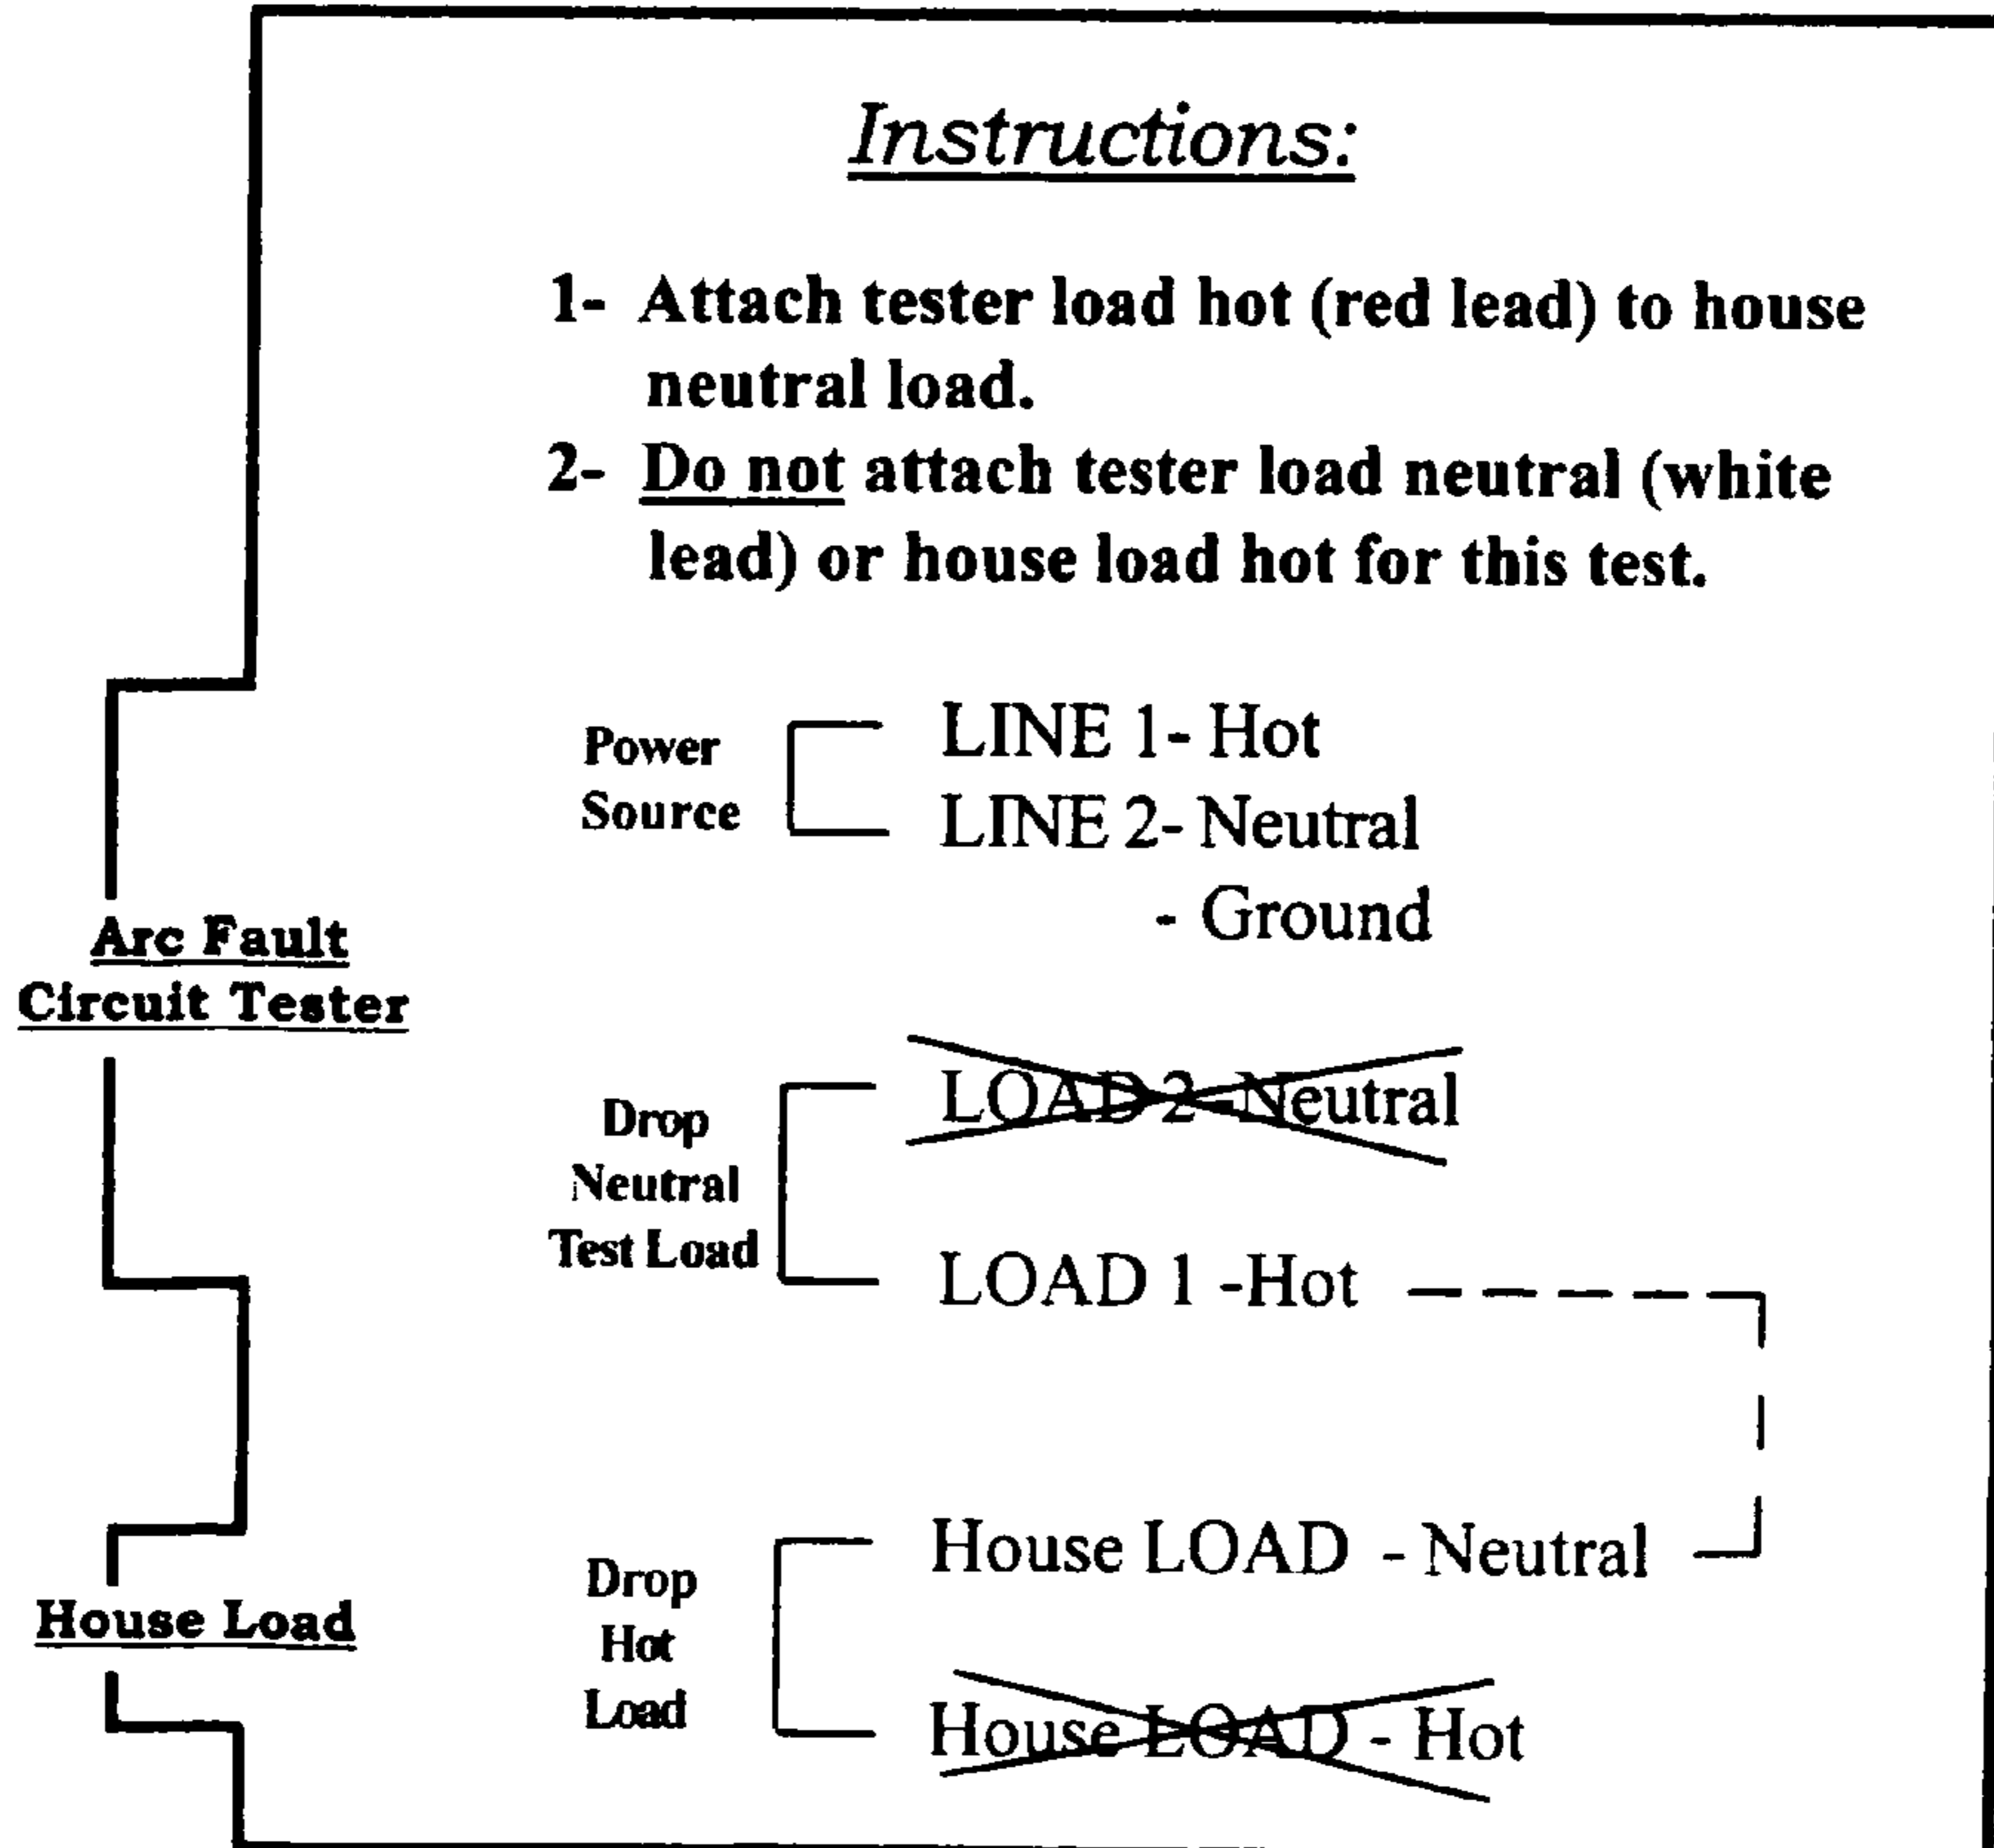 Instructions:
1- Attach tester load hot (red lead) to house
neutral load.
2- Do not attach tester load neutral (white
lead) or house load hot for this test.
Power
Source
LINE 1- Hot
LINE 2- Neutral
- Ground
Arc Fault
Circuit Tester
Drop
Neutral
Test Load
LOAD 2 -Neutral
LOAD 1 -Hot
House Load
Drop
Hot
Load
House LOAD - Neutral
House LOAD - Hot